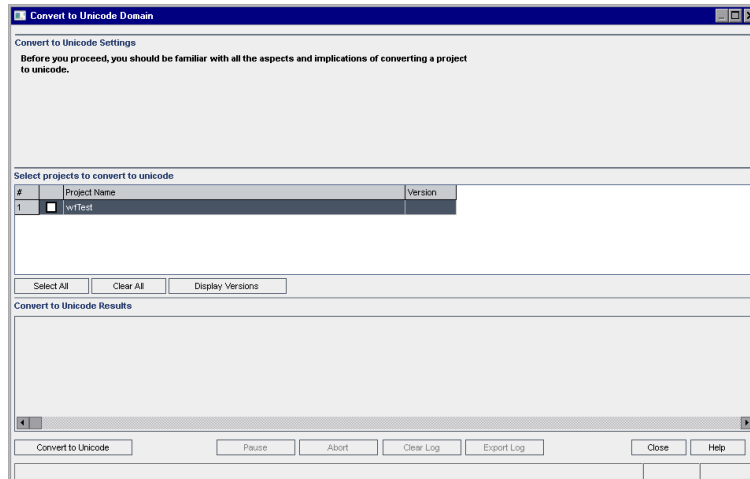 Convert to Unicode Domain
Convert to Unicode Settings
Before you proceed, you should be familiar with all the aspects and implications of converting a project
to unicode.
Select projects to convert to unicode
# Project Name Version
1 wfTest
Select All Clear All Display Versions
Convert to Unicode Results
Convert to Unicode Pause Abort Clear Log Export Log Close Help